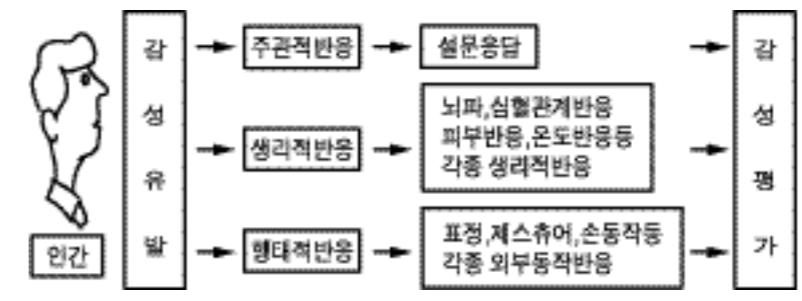 인간
감성유발
주관적반응
설문응답
생리적반응
뇌파,심혈관계반응
피부반응,온도반응등
각종 생리적반응
행태적반응
표정,제스츄어,손동작등
각종 외부동작반응
감성평가